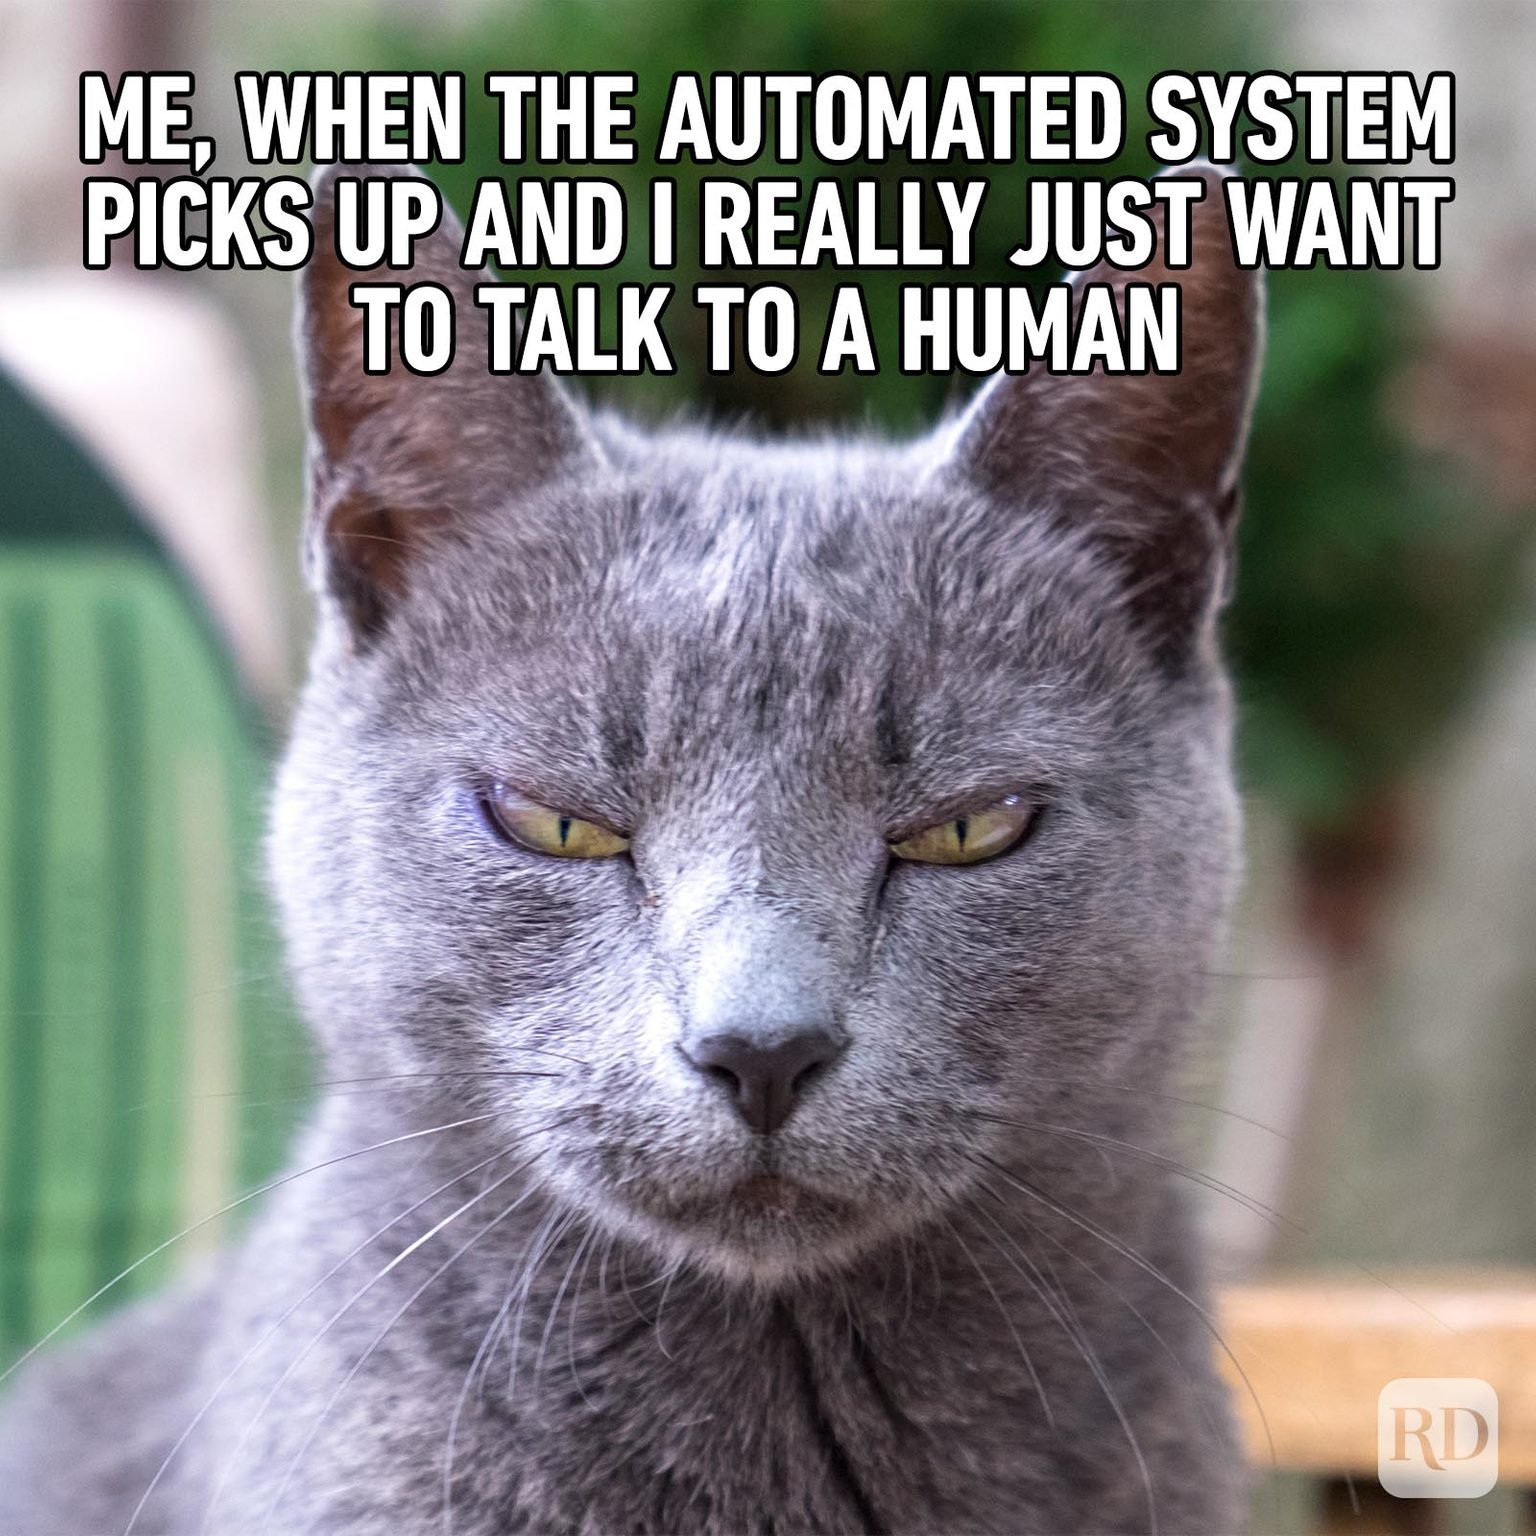 ME, WHEN THE AUTOMATED SYSTEM
PICKS UP AND I REALLY JUST WANT
TO TALK TO A HUMAN
RD